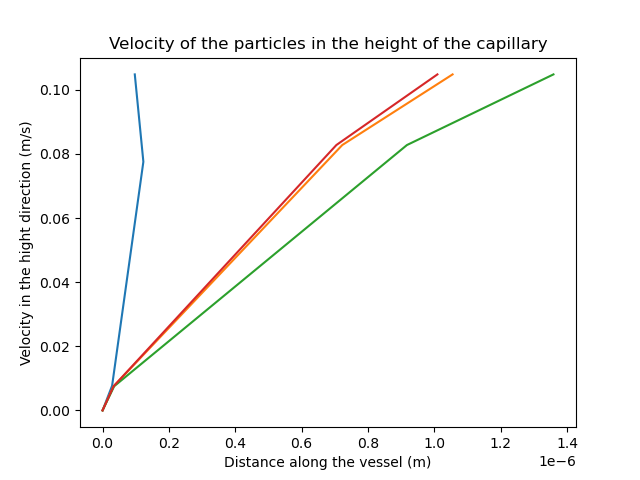 Velocity of the particles in the height of the capillary
Velocity in the hight direction (m/s)
0.10
0.08
0.06
0.04
0.02
0.00
0.0 0.2 0.4 0.6 0.8 1.0 1.2 1.4
1e−6
Distance along the vessel (m)